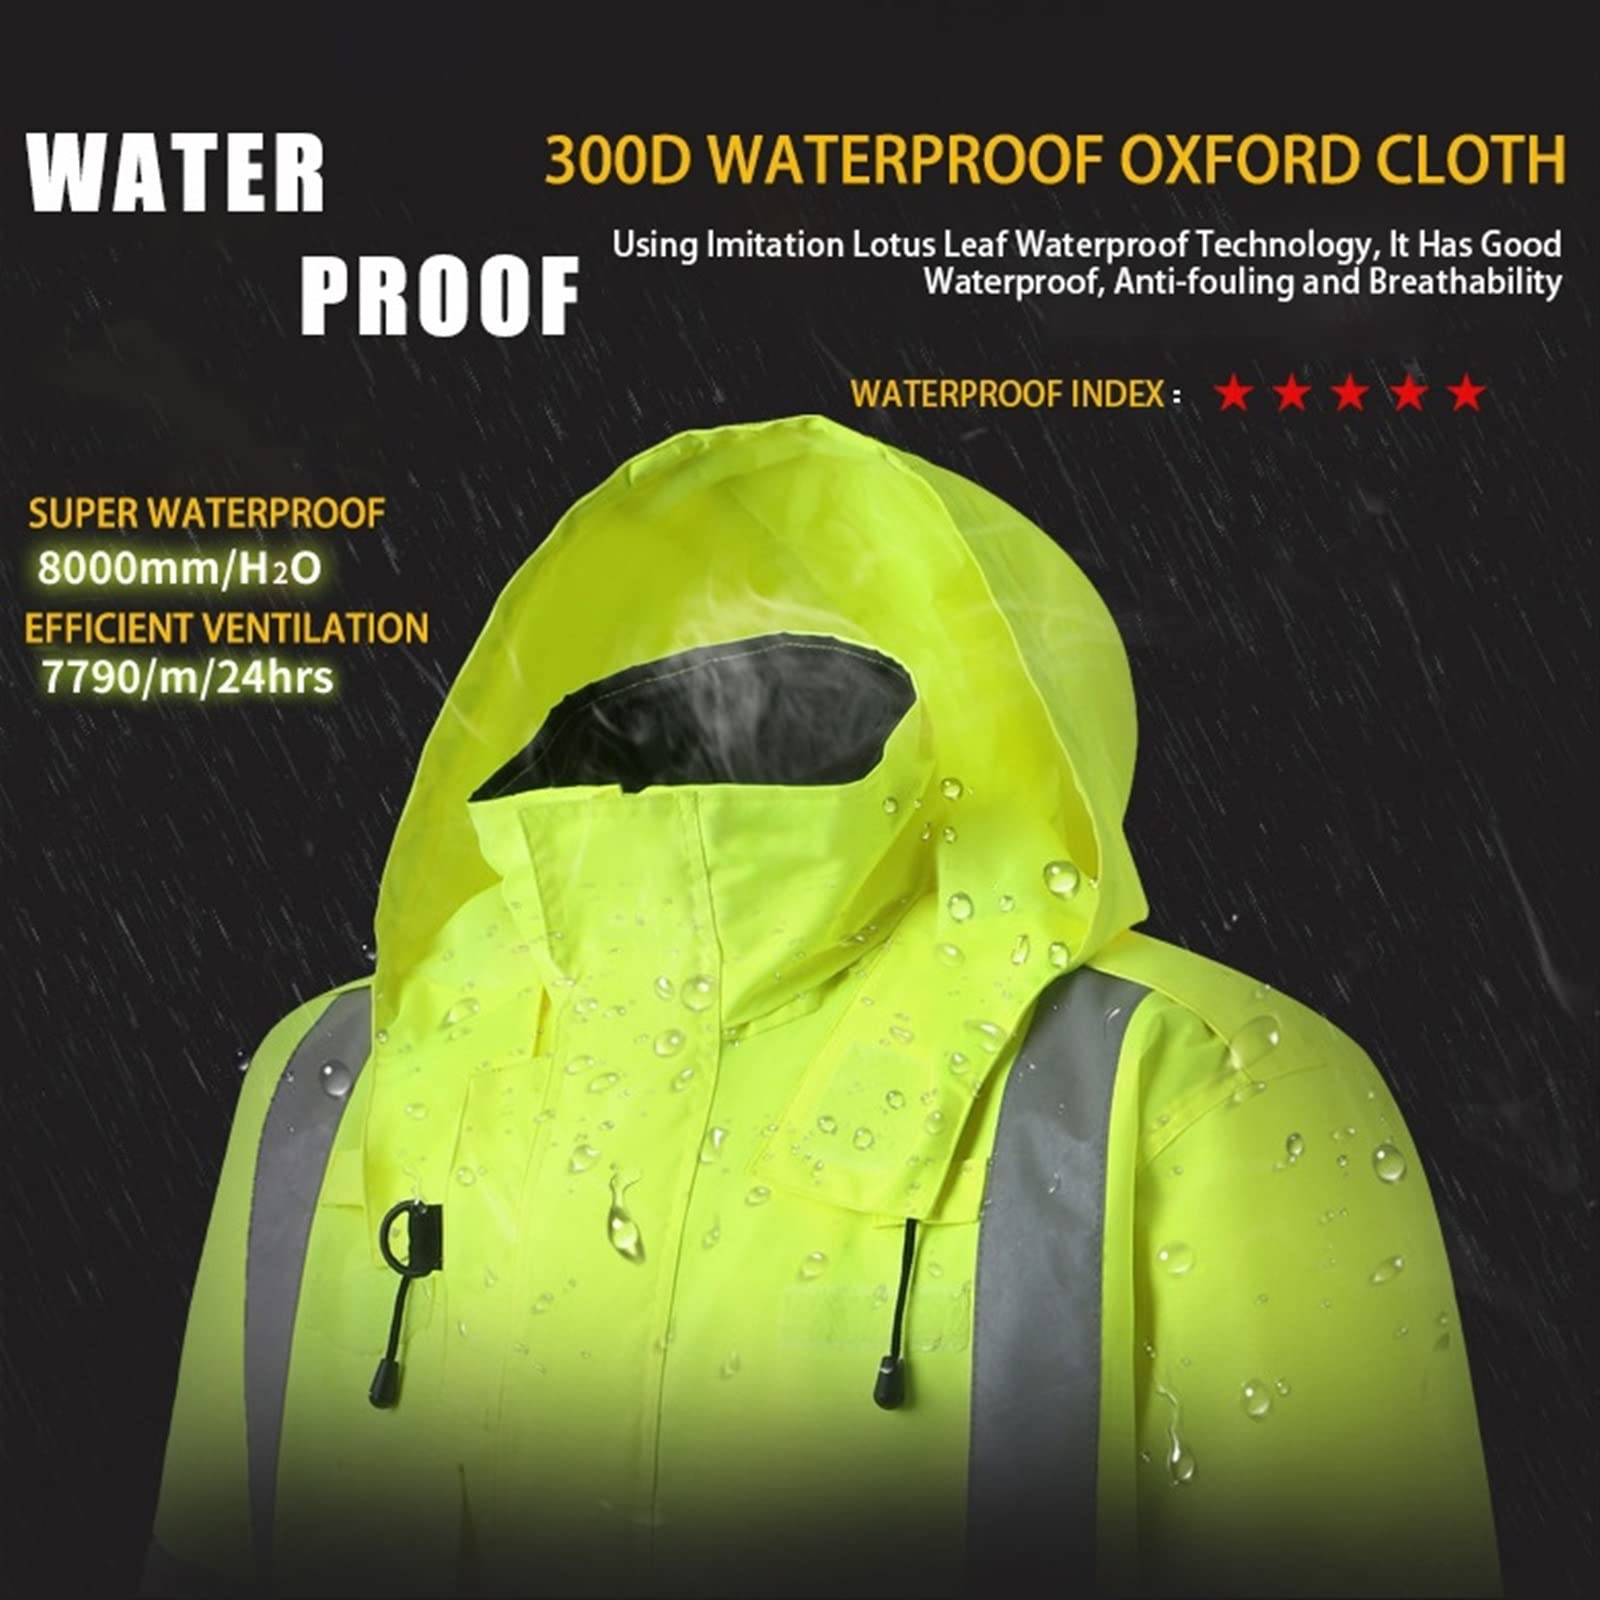 WATER
PROOF
300D WATERPROOF OXFORD CLOTH
Using Imitation Lotus Leaf Waterproof Technology, It Has Good
Waterproof, Anti-fouling and Breathability
WATERPROOF INDEX : ★ ★ ★ ★ ★
SUPER WATERPROOF
8000mm/H₂O
EFFICIENT VENTILATION
7790/m/24hrs